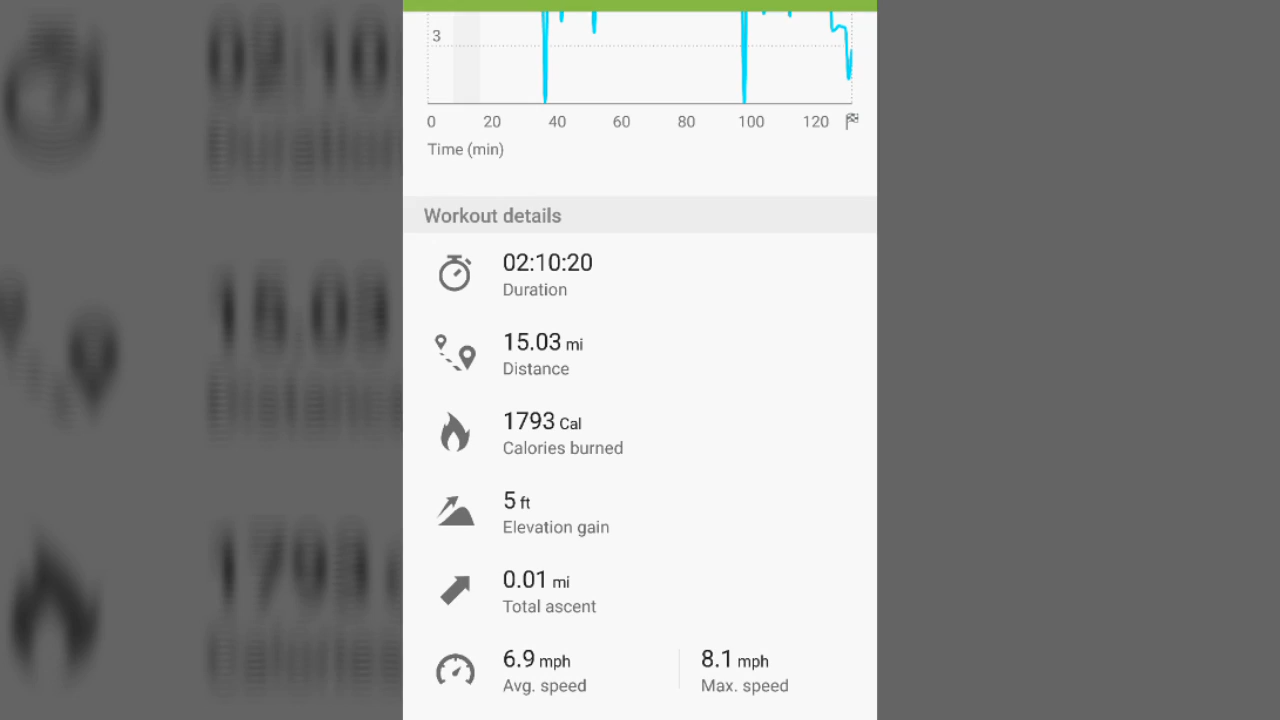 3
0 20 40 60 80 100 120
Time (min)
Workout details
02:10:20
Duration
15.03 mi
Distance
1793 Cal
Calories burned
5 ft
Elevation gain
0.01 mi
Total ascent
6.9 mph 8.1 mph
Avg. speed Max. speed